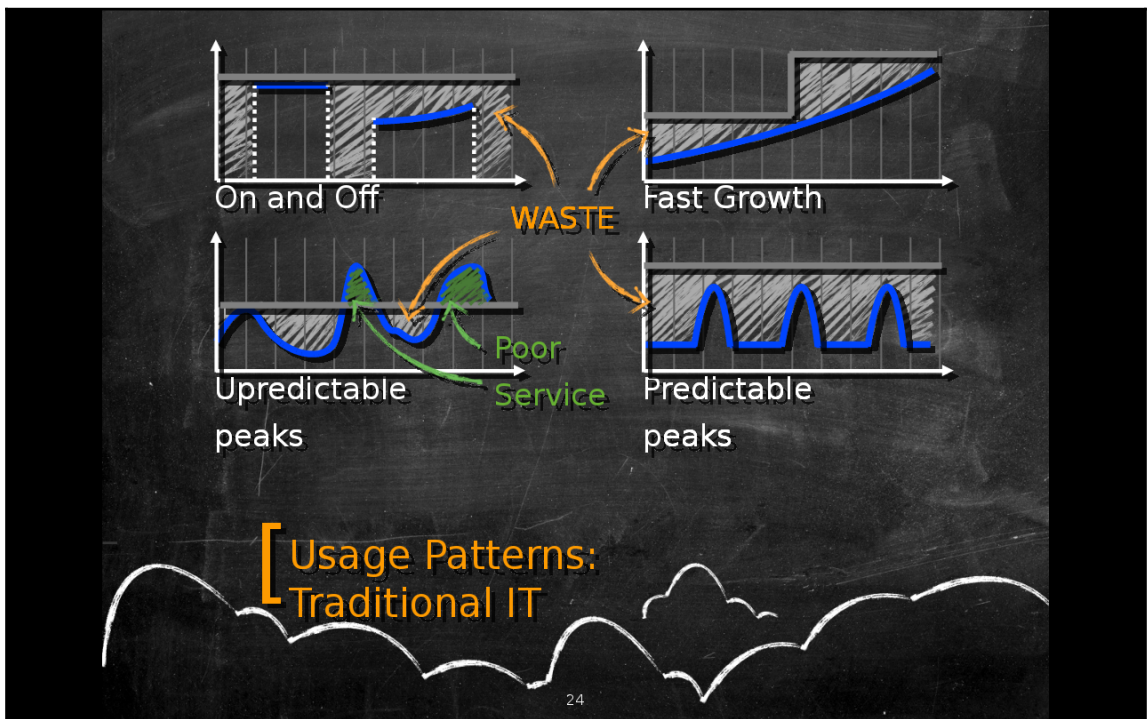 On and Off
Fast Growth
WASTE
Poor
Service
Upredictable
peaks
Predictable
peaks
Usage Patterns:
Traditional IT
24